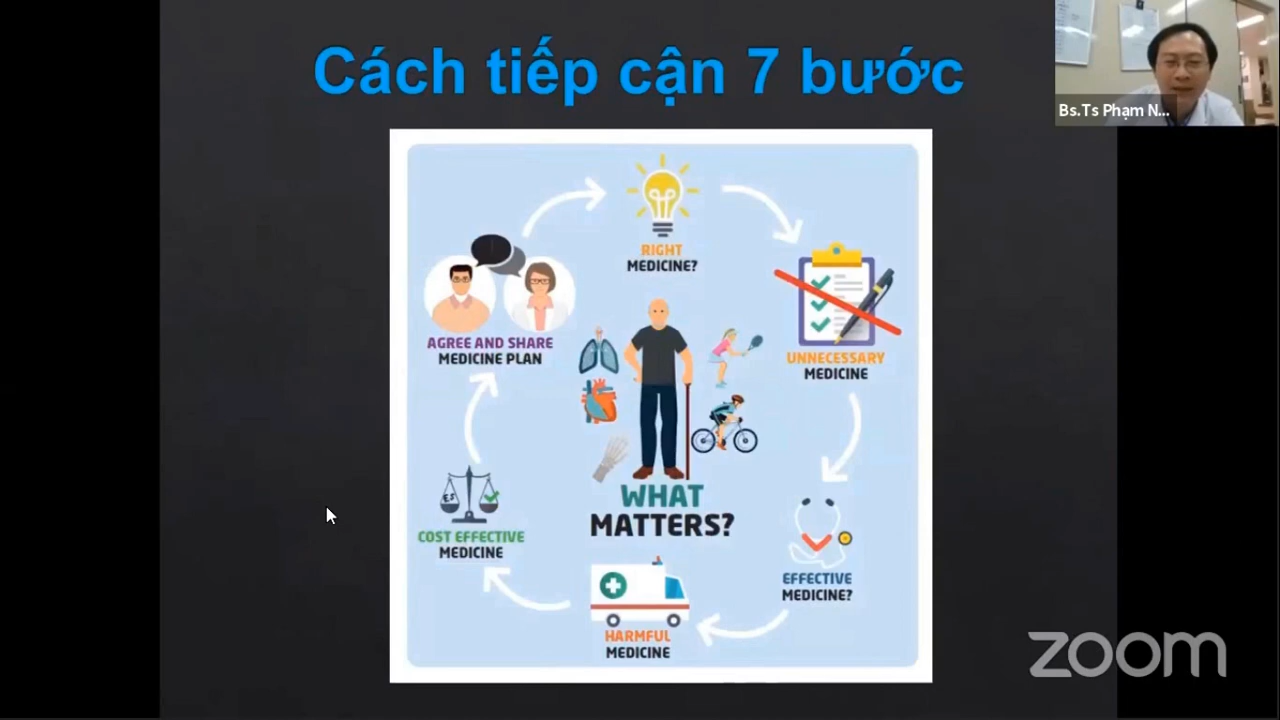 Cách tiếp cận 7 bước
Bs.Ts Phạm N...
RIGHT
MEDICINE?
UNNECESSARY
MEDICINE
EFFECTIVE
MEDICINE?
HARMFUL
MEDICINE
COST EFFECTIVE
MEDICINE
AGREE AND SHARE
MEDICINE PLAN
WHAT
MATTERS?
zoom